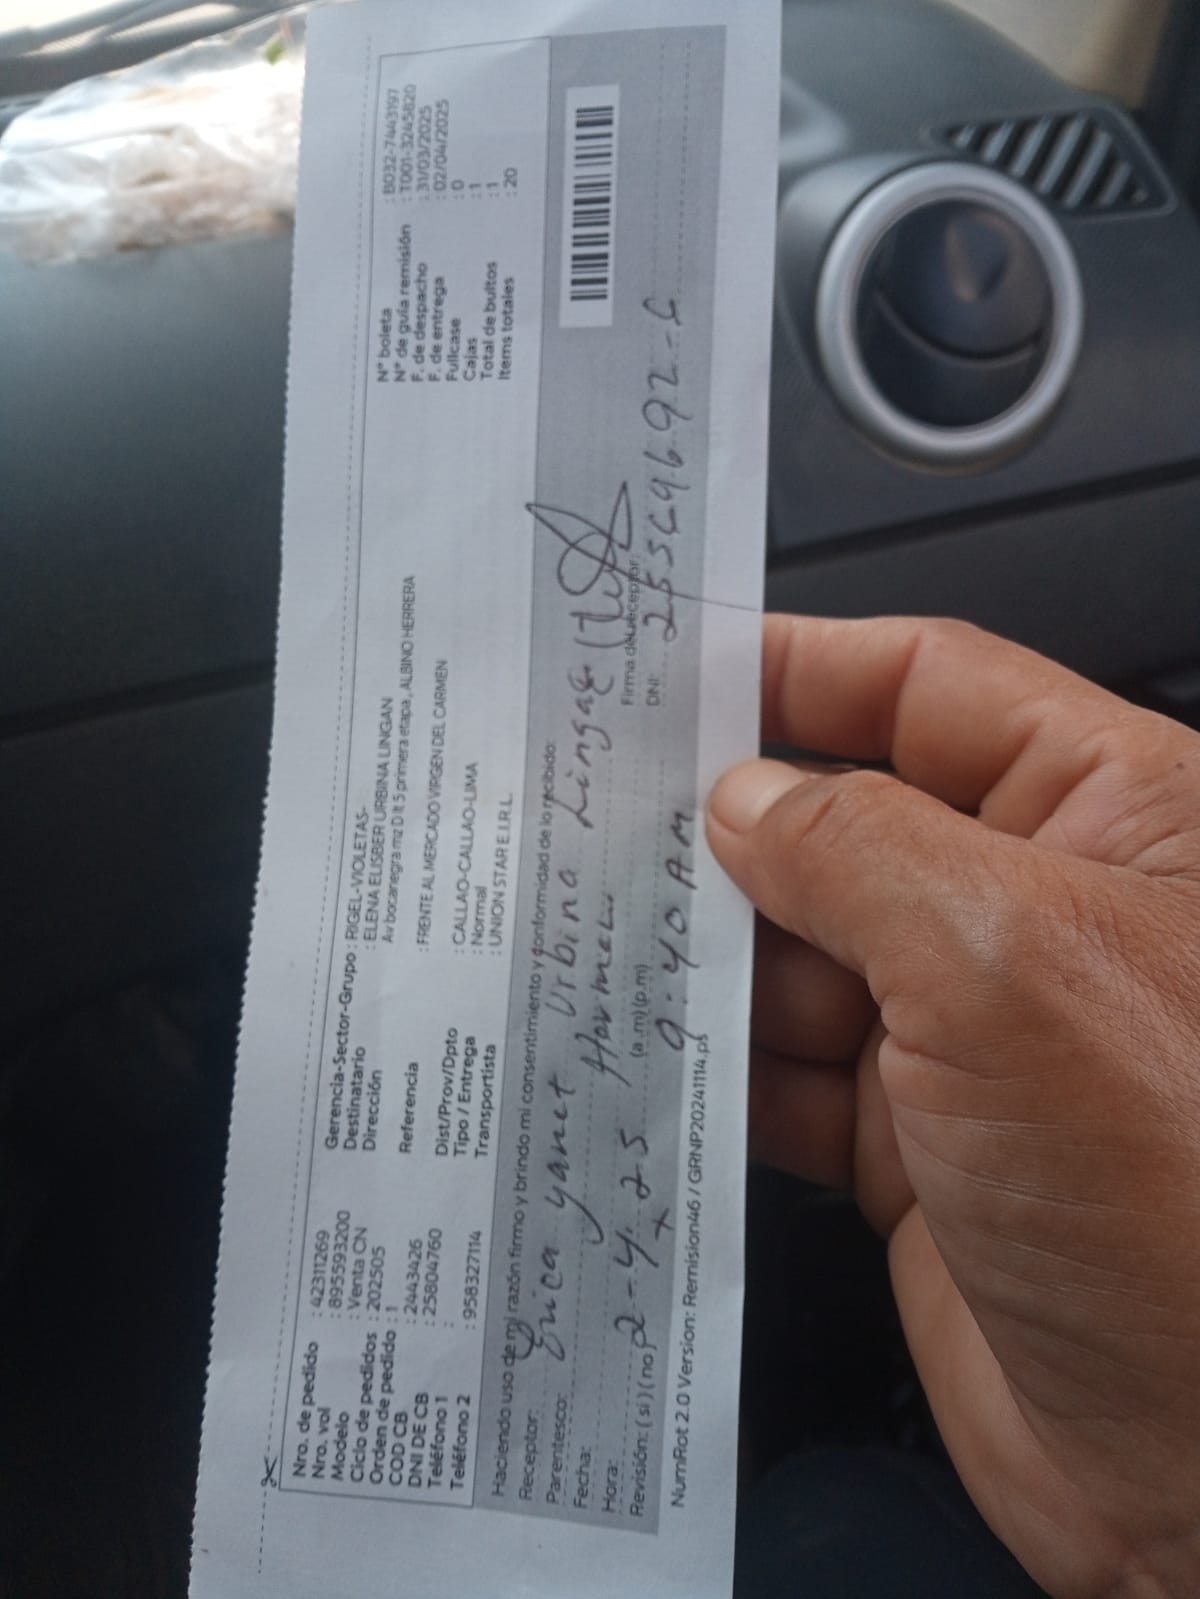 Nro. de pedido : 42311269
Nro. vol : 895593200
Modelo : Venta CN
Ciclo de pedidos : 202505
Orden de pedido : 1
COD CB : 2443426
DNI DE CB : 25804760
Teléfono 1 :
Teléfono 2 : 958327114
Gerencia-Sector-Grupo : RIGEL-VIOLETAS-
Destinatario : ELENA ELISBER URBINA LINGAN
Dirección Av bocanegra mz D lt 5 primera etapa , ALBINO HERRERA
Referencia : FRENTE AL MERCADO VIRGEN DEL CARMEN
Dist/Prov/Dpto : CALLAO-CALLAO-LIMA
Tipo / Entrega : Normal
Transportista : UNION STAR E.I.R.L.
N° boleta : B032-7443197
N° de guía remisión : T001-3245820
F. de despacho : 31/03/2025
F. de entrega : 02/04/2025
Fullcase : 0
Cajas : 1
Total de bultos : 1
Items totales : 20
Haciendo uso de mi razón firmo y brindo mi consentimiento y conformidad de lo recibido:
Receptor: Erica yanet Urbina
Parentesco:
Fecha: 2-4-25
Hora: (a .m) (p.m) 9:40 AM
Revisión: ( si ) ( no )
Firma del receptor:
DNI:
NumRot 2.0 Version: Remision46 / GRNP20241114.ps